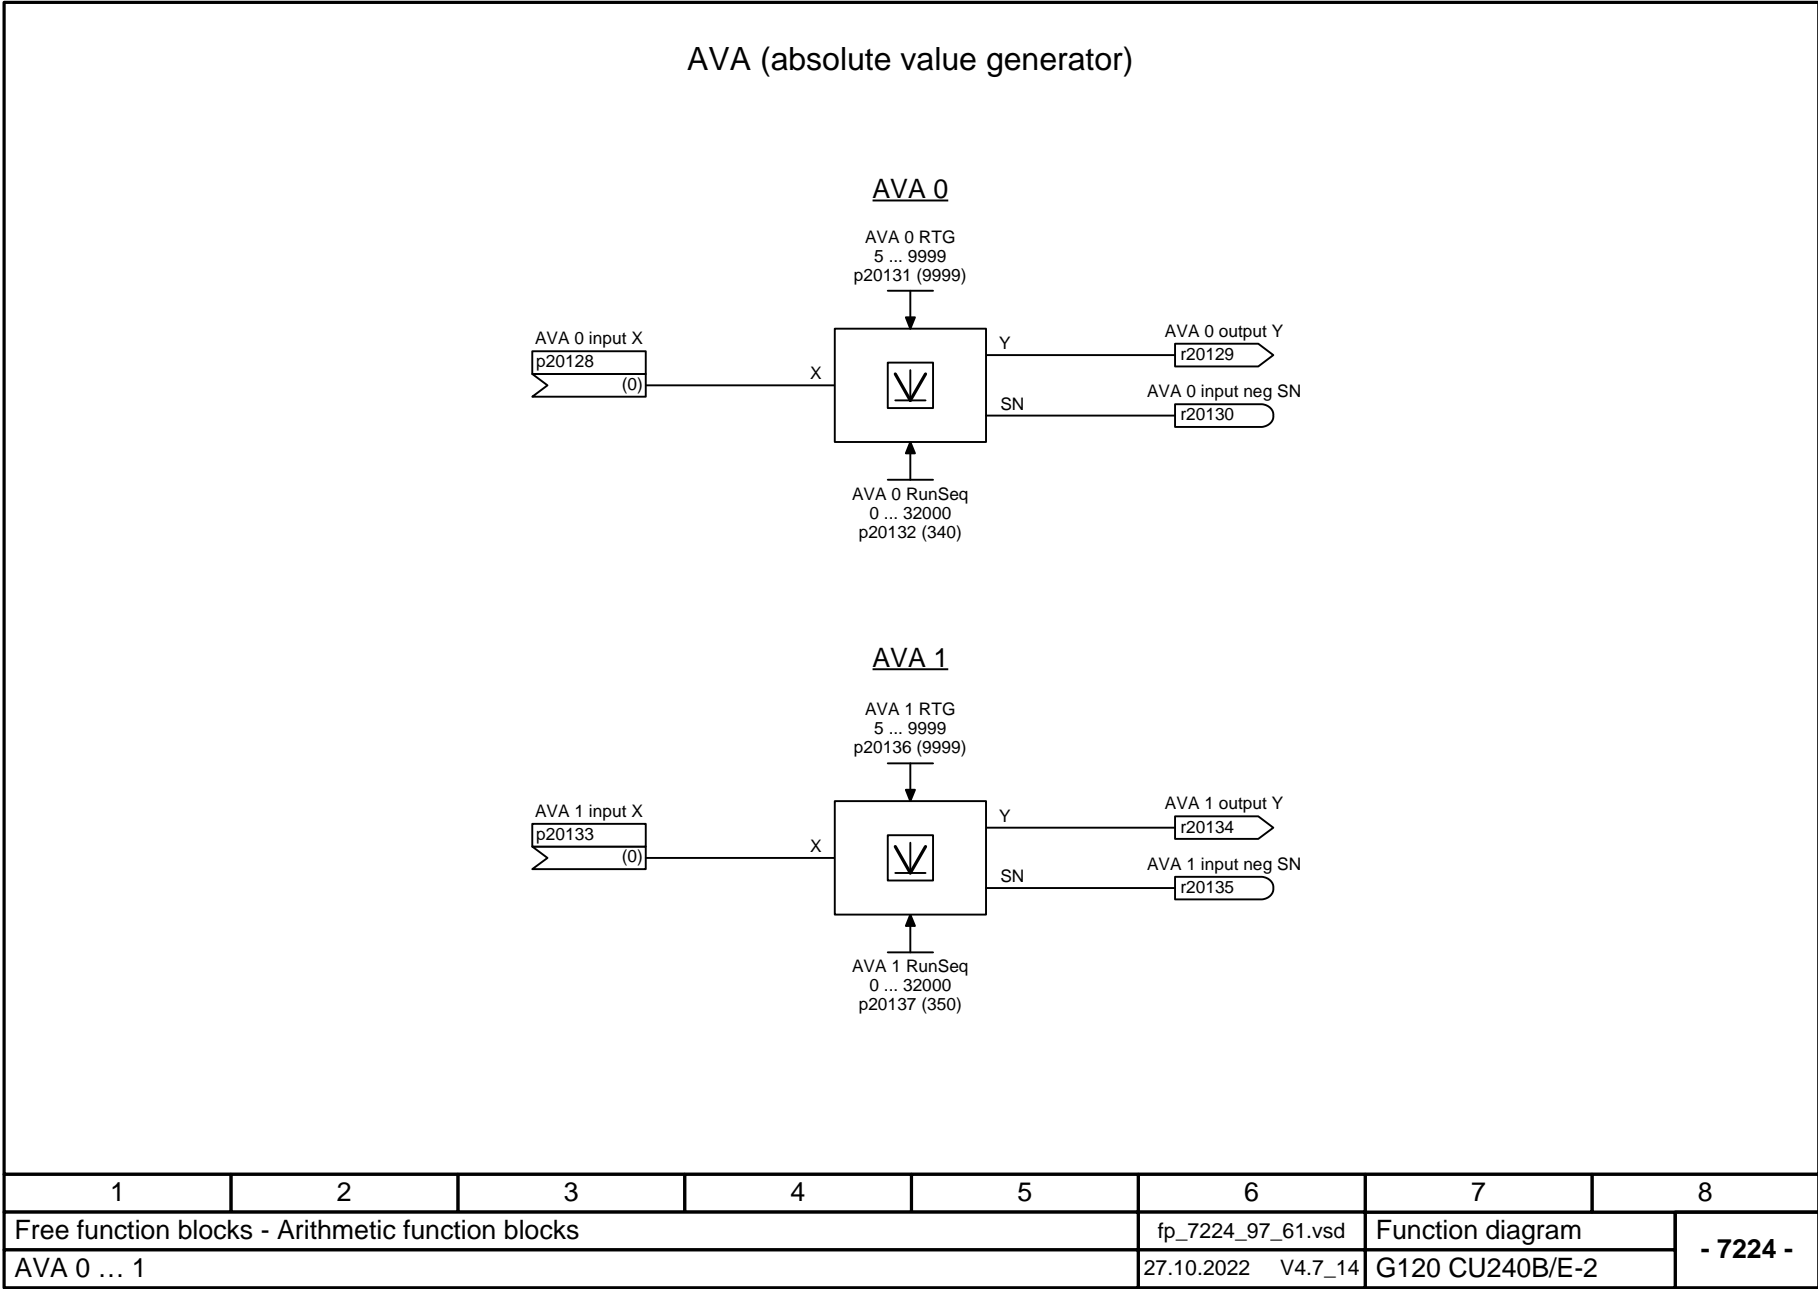 AVA (absolute value generator)
AVA 0
AVA 0 RTG
5 ... 9999
p20131 (9999)
AVA 0 input X
p20128
(0)
X
Y
AVA 0 output Y
r20129
SN
AVA 0 input neg SN
r20130
AVA 0 RunSeq
0 ... 32000
p20132 (340)
AVA 1
AVA 1 RTG
5 ... 9999
p20136 (9999)
AVA 1 input X
p20133
(0)
X
Y
AVA 1 output Y
r20134
SN
AVA 1 input neg SN
r20135
AVA 1 RunSeq
0 ... 32000
p20137 (350)
1 2 3 4 5 6 7 8
Free function blocks - Arithmetic function blocks
fp_7224_97_61.vsd
Function diagram
- 7224 -
AVA 0 … 1
27.10.2022 V4.7_14
G120 CU240B/E-2